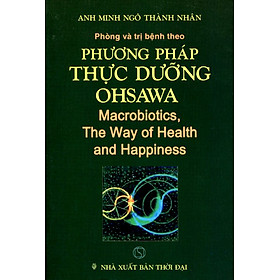 ANH MINH NGÔ THÀNH NHÂN
Phòng và trị bệnh theo
PHƯƠNG PHÁP
THỰC DƯỠNG
OHSAWA
Macrobiotics,
The Way of Health
and Happiness
NHÀ XUẤT BẢN THỜI ĐẠI